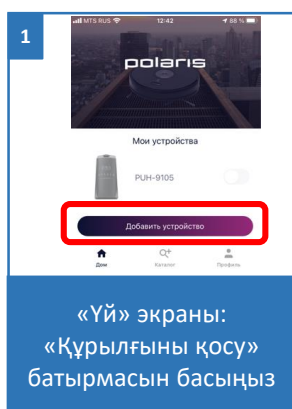 1
MTS RUS 12:42 88 %
polaris
Мои устройства
PUH-9105
Добавить устройство
Дом Каталог Профиль
«Үй» экраны:
«Құрылғыны қосу»
батырмасын басыңыз